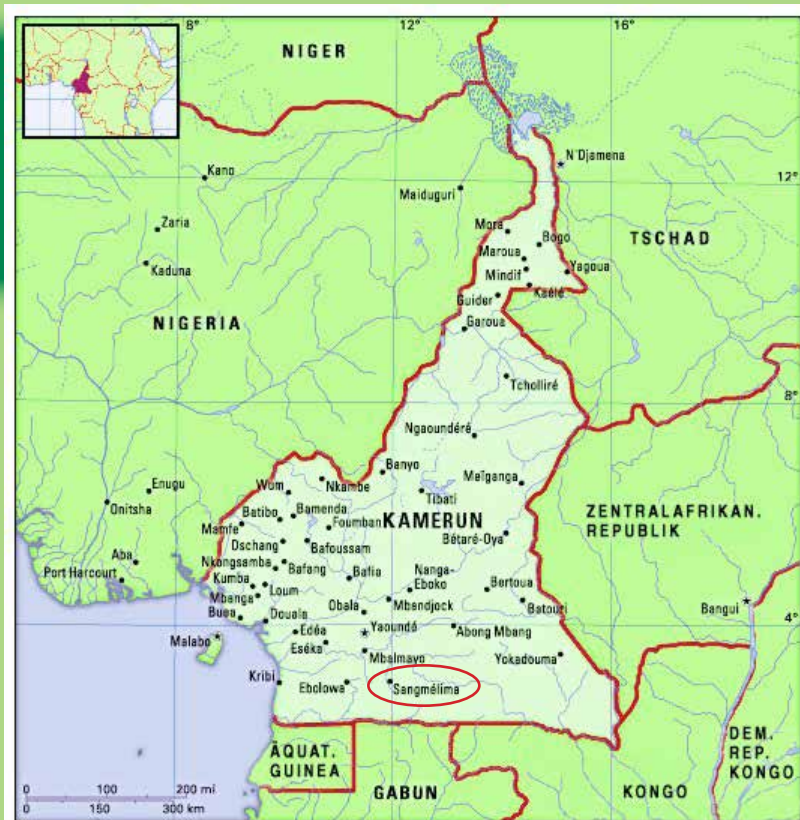 8°
12°
16°
NIGER
Kano
N'Djamena
12°
Maiduguri
Zaria
Mora
Bogo
TSCHAD
Maroua
Kaduna
Mindif
Yagoua
Kaélé
Guider
NIGERIA
Garoua
Tcholliré
8°
Ngaoundéré
Banyo
Enugu
Wum
Nkambe
Meïganga
Tibati
Onitsha
Batibo
Bamenda
ZENTRALAFRIKAN.
REPUBLIK
Mamfe
Foumban
KAMERUN
Bétaré-Oya
Dschang
Bafoussam
Aba
Nkongsamba
Bafang
Bafia
Nanga-
Eboko
Port Harcourt
Kumba
Bertoua
Loum
Mbanga
Obala
Mbandjock
Batouri
Bangui
Buea
Douala
4°
Malabo
Edéa
Yaoundé
Abong Mbang
Eséka
Mbalmayo
Yokadouma
Kribi
Ebolowa
Sangmélima
ÄQUAT.
GUINEA
DEM.
REP.
KONGO
GABUN
KONGO
0 100 200 mi
0 150 300 km